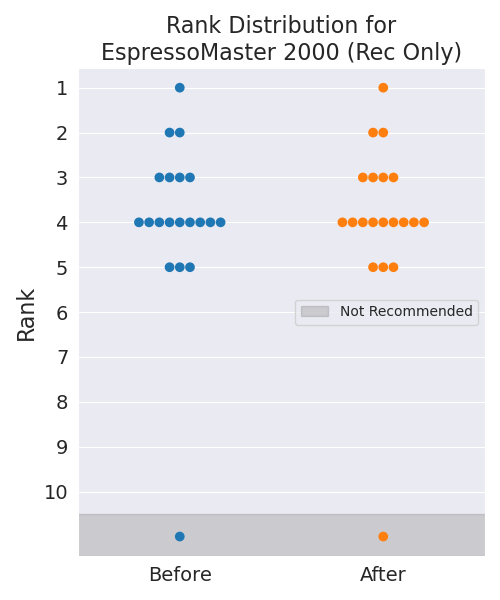 Rank Distribution for
EspressoMaster 2000 (Rec Only)
Rank
1
2
3
4
5
6
7
8
9
10
Not Recommended
Before
After